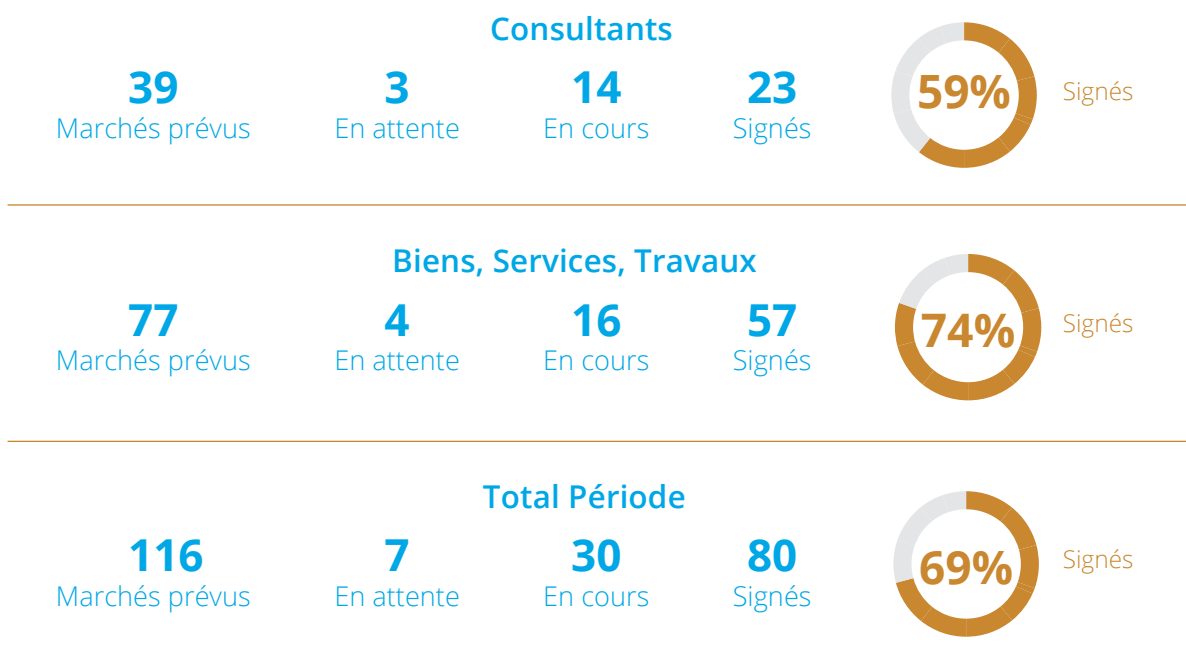 Consultants
39 3 14 23
Marchés prévus En attente En cours Signés
59% Signés
Biens, Services, Travaux
77 4 16 57
Marchés prévus En attente En cours Signés
74% Signés
Total Période
116 7 30 80
Marchés prévus En attente En cours Signés
69% Signés